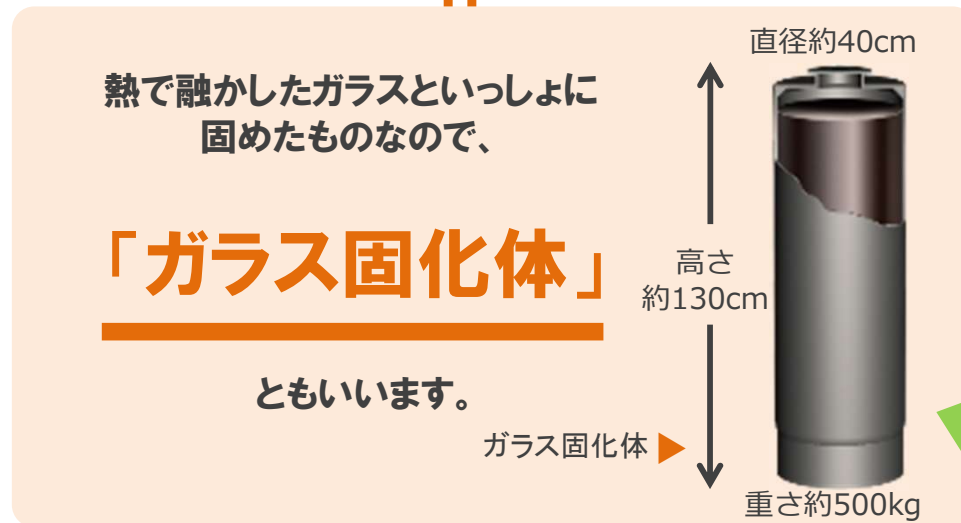 熱で融かしたガラスといっしょに
固めたものなので、
「ガラス固化体」
ともいいます。
直径約40cm
高さ
約130cm
ガラス固化体
重さ約500kg